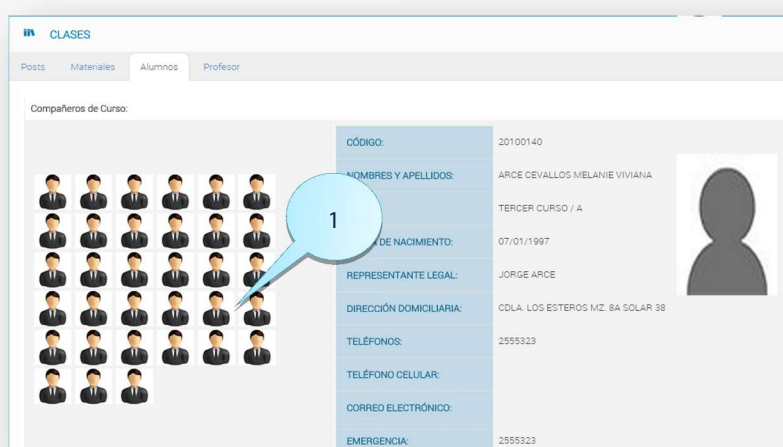 CLASES
Posts Materiales Alumnos Profesor
Compañeros de Curso:
CÓDIGO: 20100140
NOMBRES Y APELLIDOS: ARCE CEVALLOS MELANIE VIVIANA
TERCER CURSO / A
1
DE NACIMIENTO: 07/01/1997
REPRESENTANTE LEGAL: JORGE ARCE
DIRECCIÓN DOMICILIARIA: CDLA. LOS ESTEROS MZ. 8A SOLAR 38
TELÉFONOS: 2555323
TELÉFONO CELULAR:
CORREO ELECTRÓNICO:
EMERGENCIA: 2555323